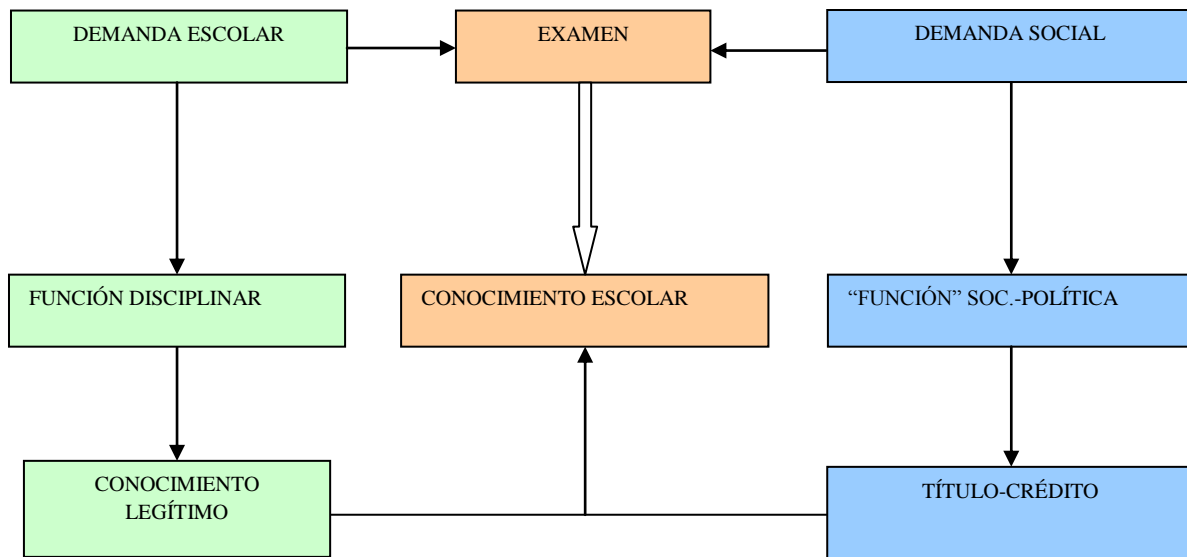 DEMANDA ESCOLAR
EXAMEN
DEMANDA SOCIAL
FUNCIÓN DISCIPLINAR
CONOCIMIENTO ESCOLAR
“FUNCIÓN” SOC.-POLÍTICA
CONOCIMIENTO
LEGÍTIMO
TÍTULO-CRÉDITO